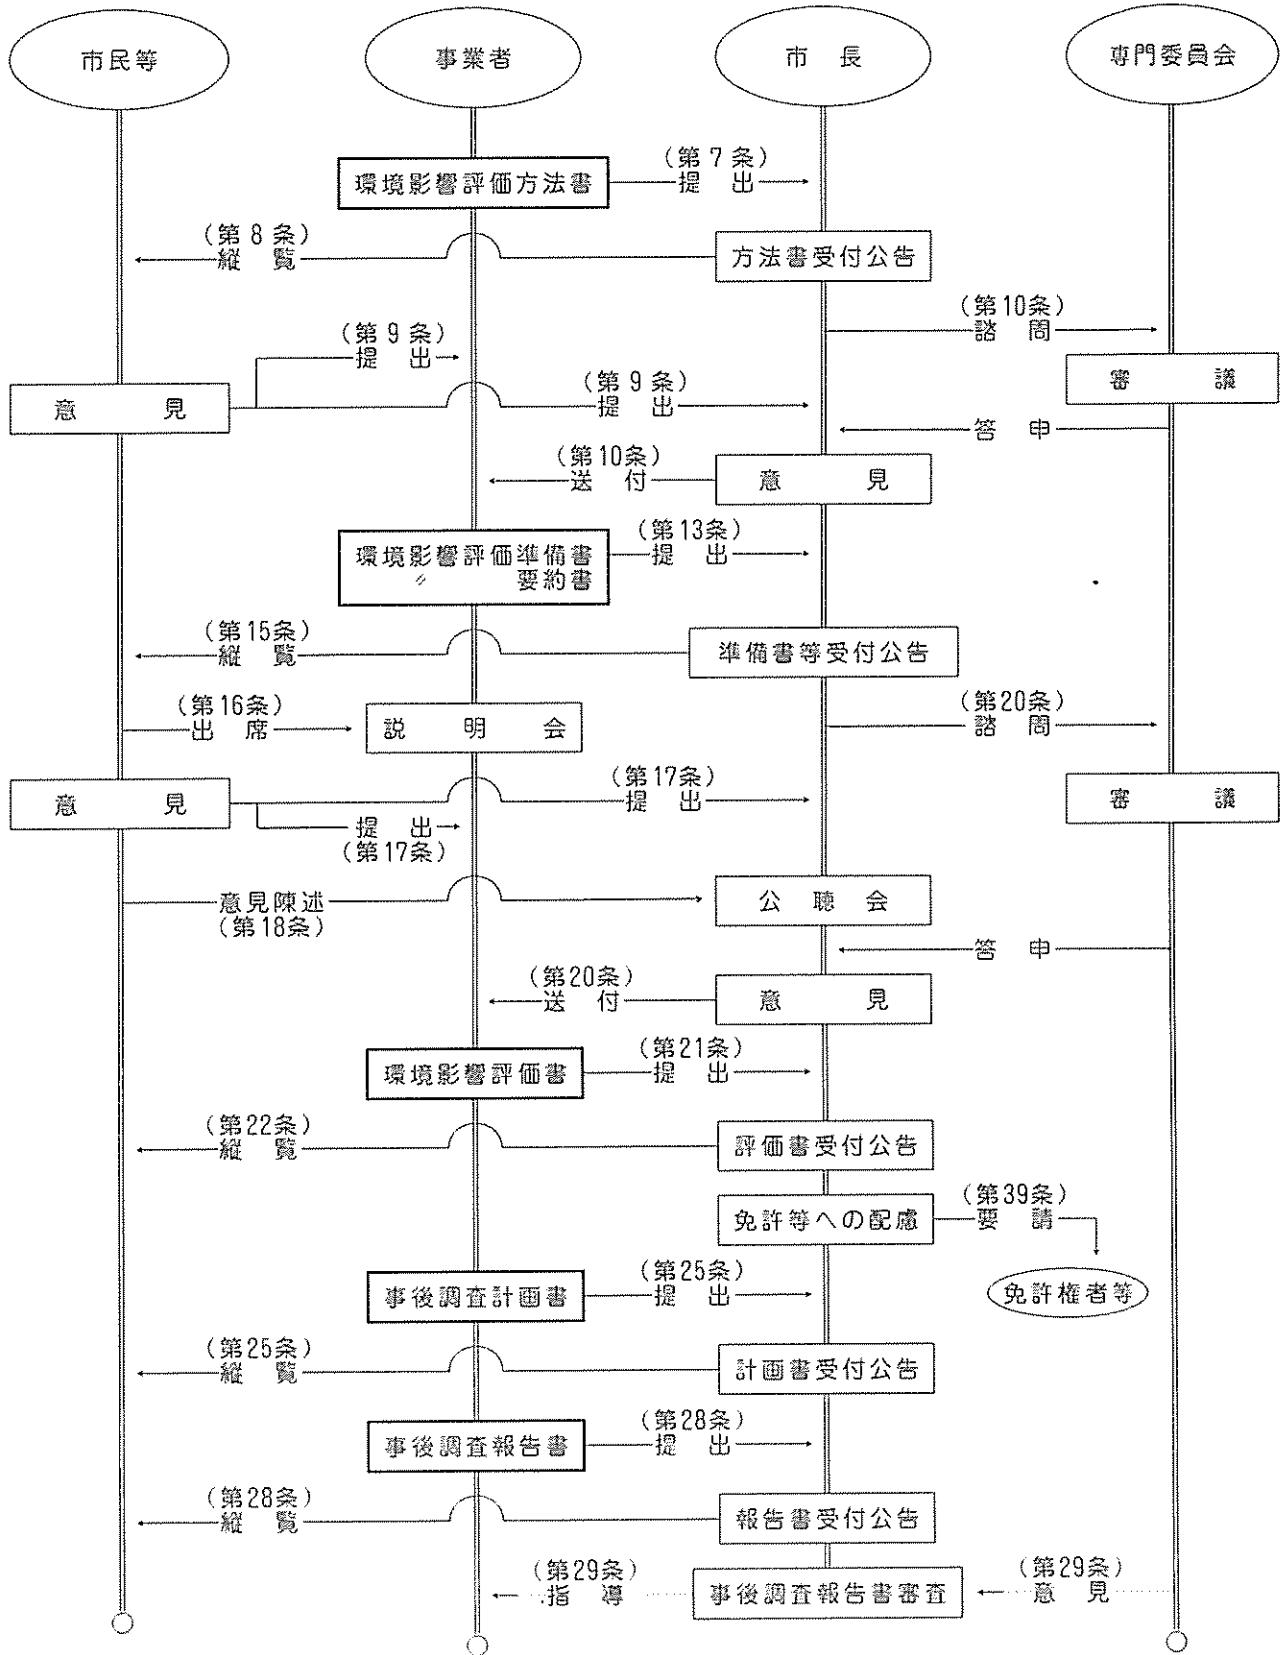 市民等
事業者
市 長
専門委員会
(第7条)
環境影響評価方法書
提 出
(第8条)
縦 覧
方法書受付公告
(第10条)
諮 問
(第9条)
提 出
審 議
(第9条)
意 見
提 出
答 申
(第10条)
送 付
意 見
(第13条)
環境影響評価準備書
提 出
〃 要約書
(第15条)
縦 覧
準備書等受付公告
(第16条)
出 席
説 明 会
(第20条)
諮 問
(第17条)
意 見
提 出
審 議
提 出
(第17条)
意見陳述
(第18条)
公 聴 会
答 申
(第20条)
送 付
意 見
(第21条)
環境影響評価書
提 出
(第22条)
縦 覧
評価書受付公告
(第39条)
免許等への配慮
要 請
(第25条)
事後調査計画書
提 出
免許権者等
(第25条)
縦 覧
計画書受付公告
(第28条)
事後調査報告書
提 出
(第28条)
縦 覧
報告書受付公告
(第29条)
指 導
事後調査報告書審査
(第29条)
意 見